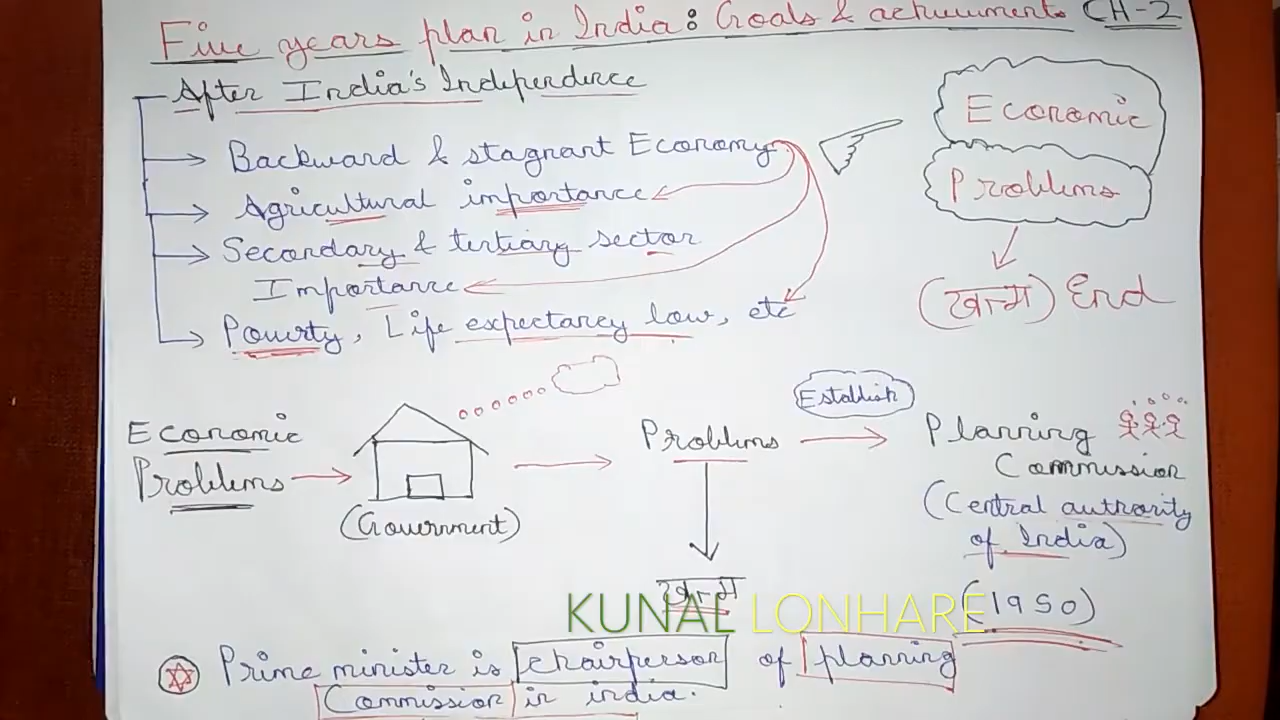 Five years plan in India: Goals & achievements CH-2
After India's Independence
Backward & stagnant Economy
Agricultural importance
Secondary & tertiary sector
Importance
Poverty, Life expectancy low, etc
Economic
Problems
(खत्म) End
Economic
Problems
(Government)
Problems
खत्म
Establish
Planning
Commission
(Central authority
of India)
(1950)
KUNAL LONHARE
Prime minister is chairperson of planning
Commission in india.